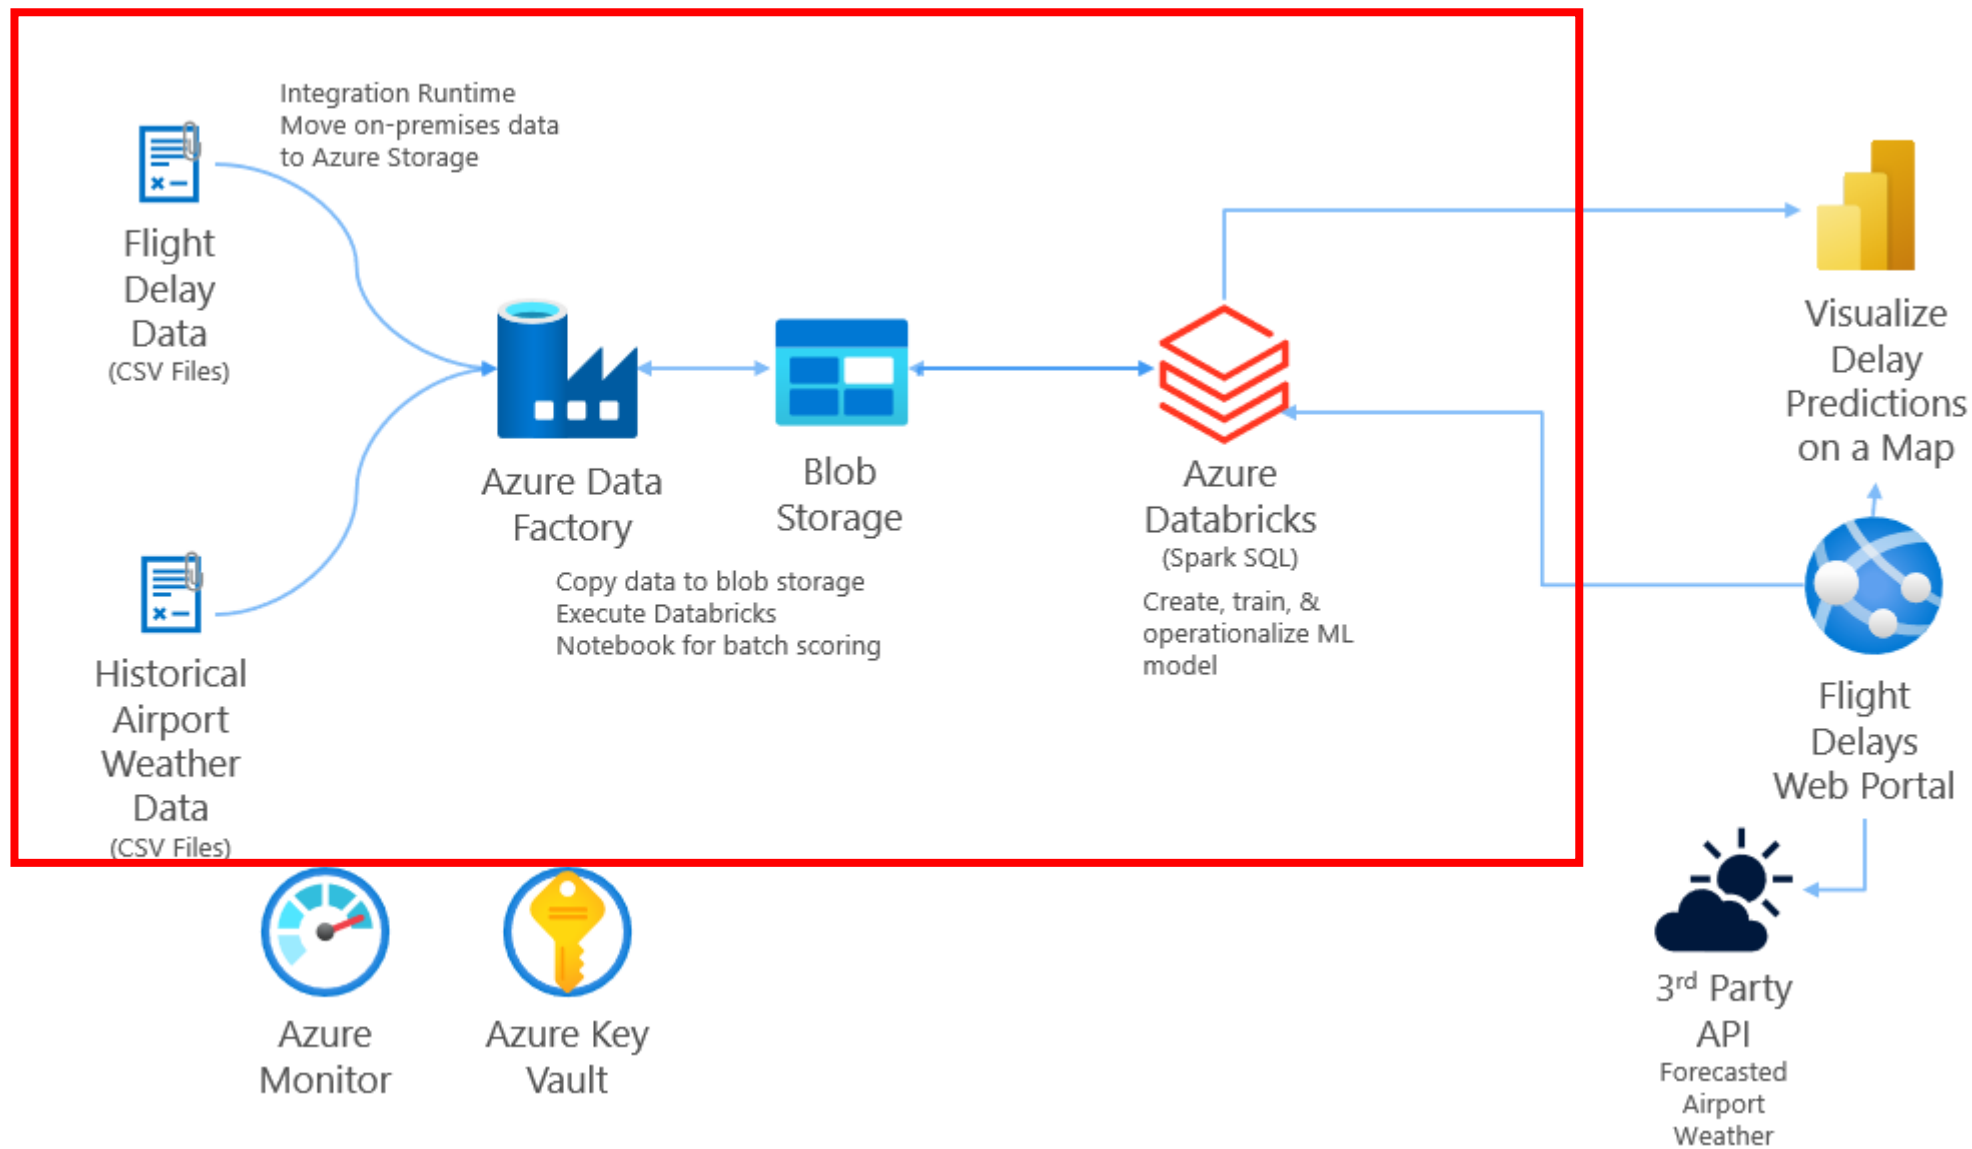 Integration Runtime
Move on-premises data
to Azure Storage
Flight
Delay
Data
(CSV Files)
Historical
Airport
Weather
Data
(CSV Files)
Azure Data
Factory
Blob
Storage
Copy data to blob storage
Execute Databricks
Notebook for batch scoring
Azure
Databricks
(Spark SQL)
Create, train, &
operationalize ML
model
Visualize
Delay
Predictions
on a Map
Flight
Delays
Web Portal
3rd Party
API
Forecasted
Airport
Weather
Azure
Monitor
Azure Key
Vault